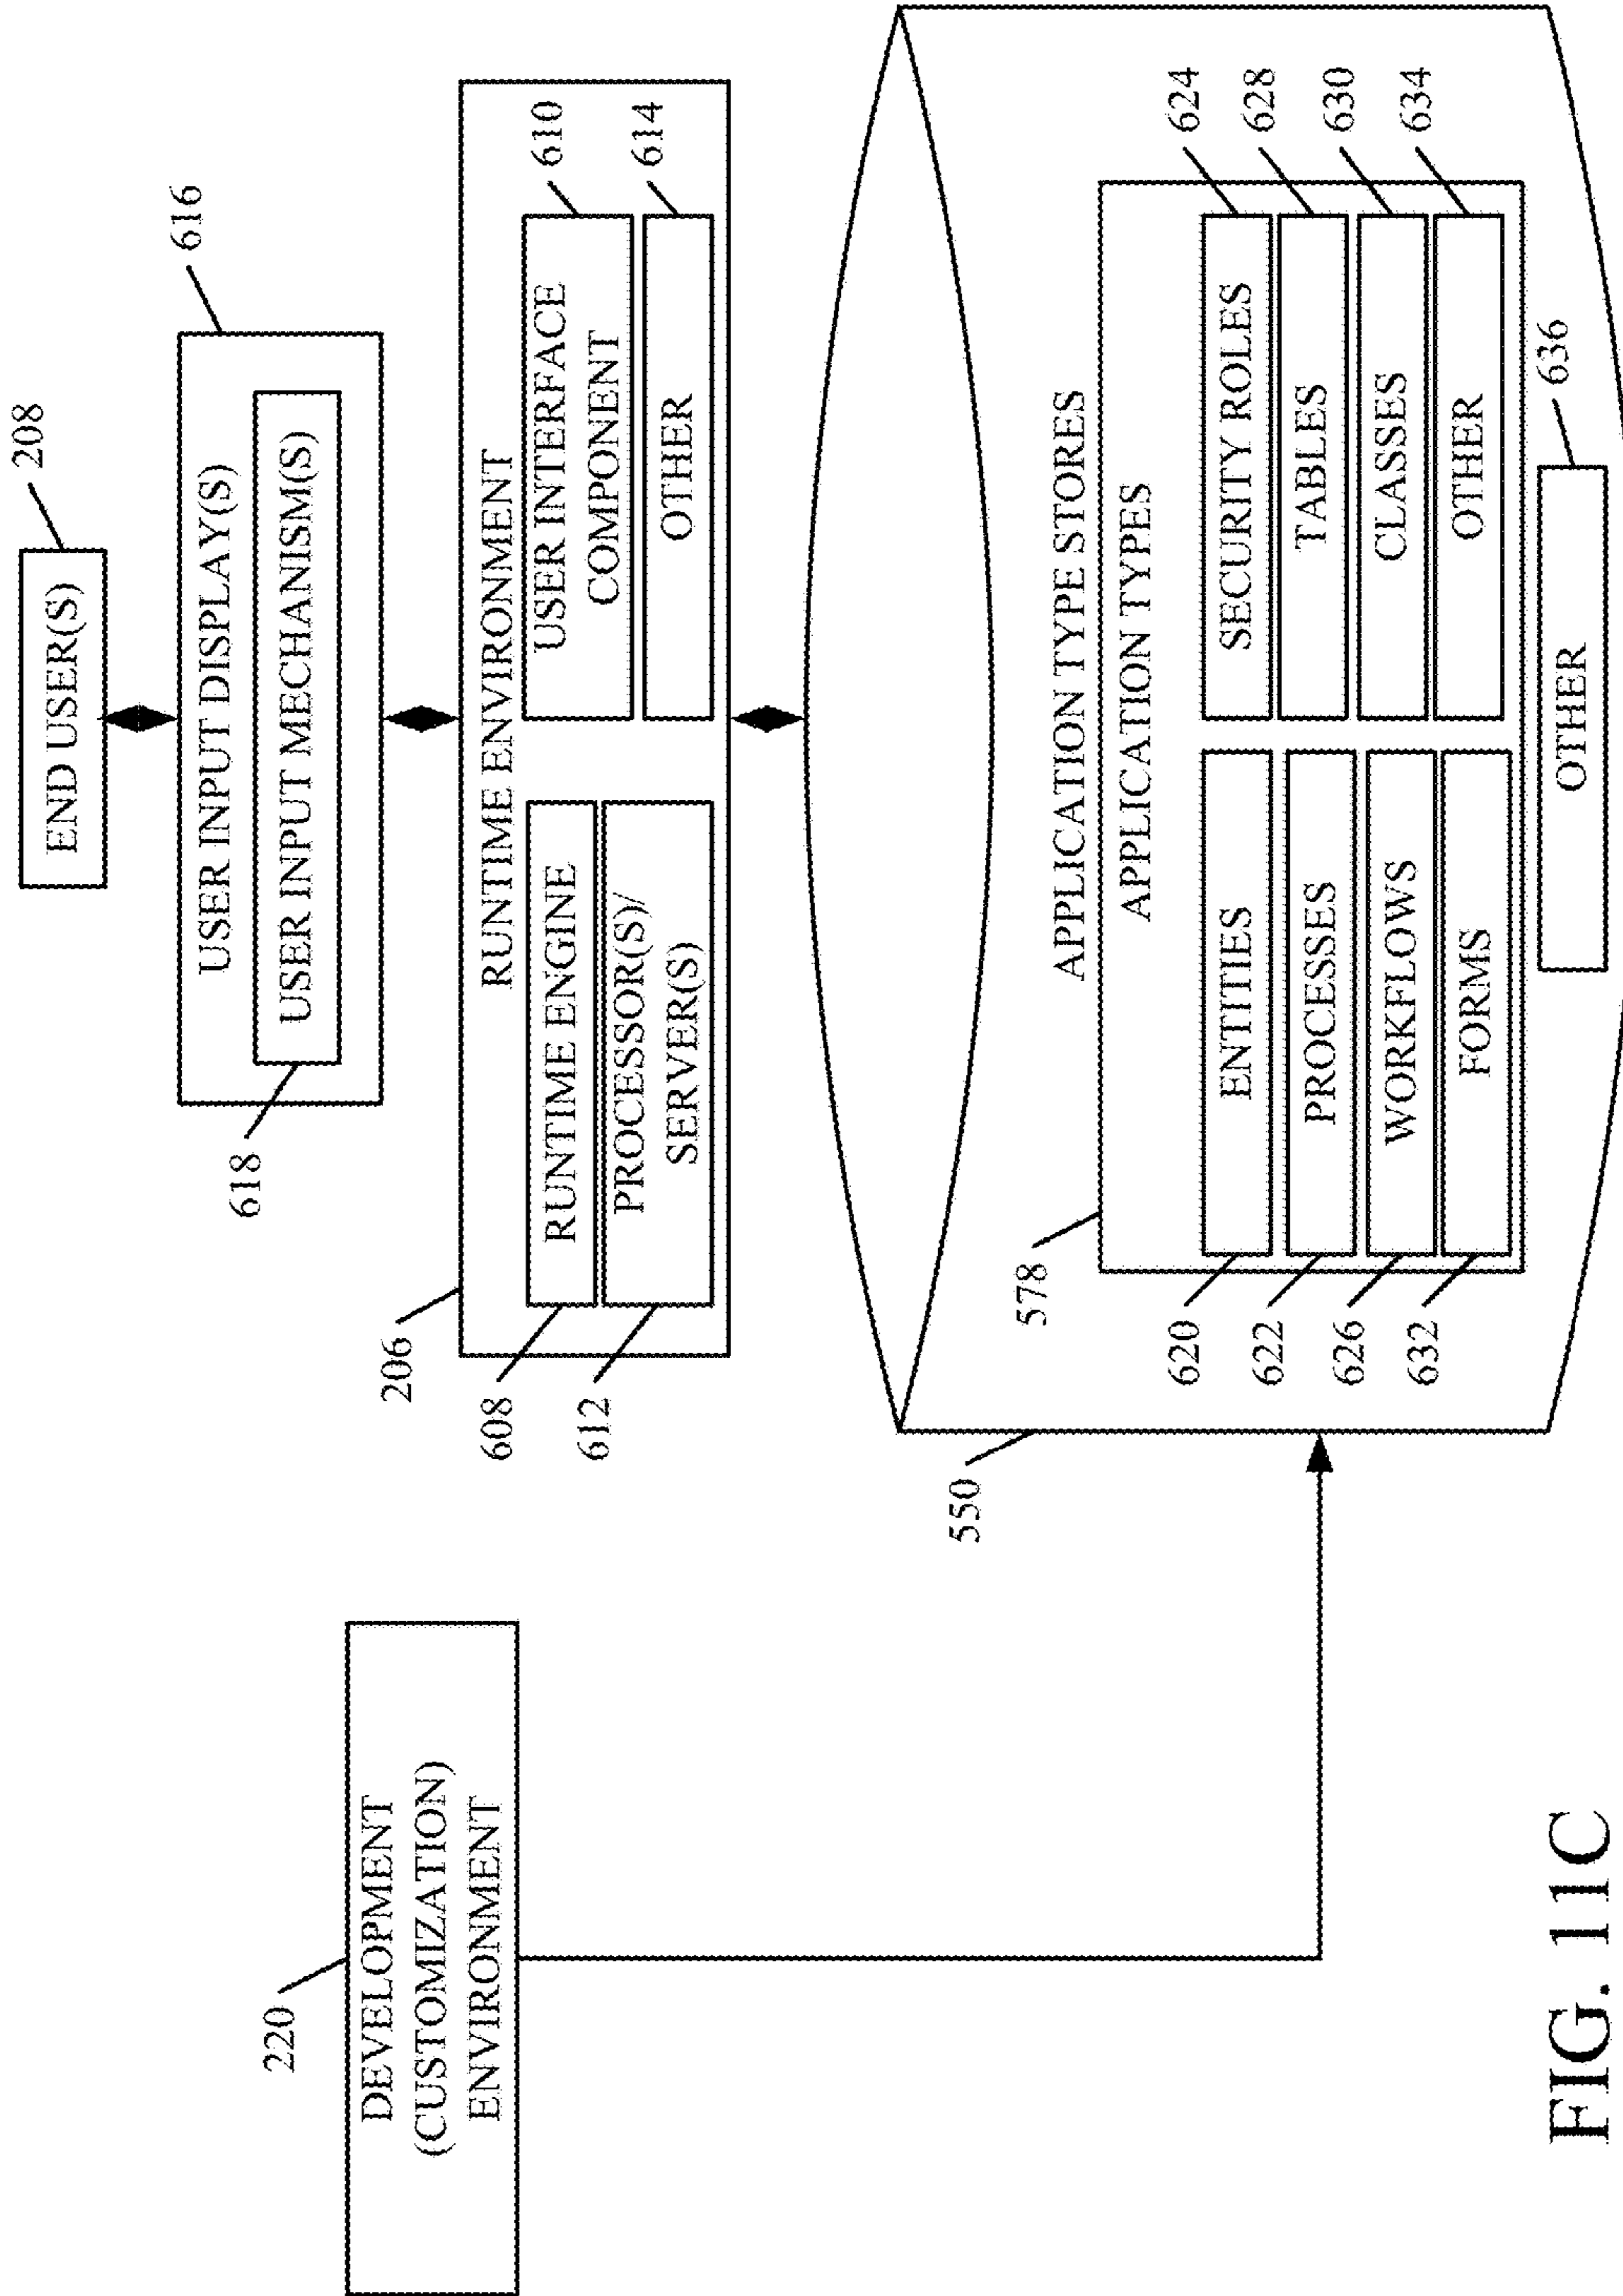 208
END USER(S)
616
USER INPUT DISPLAY(S)
USER INPUT MECHANISM(S)
618
220
DEVELOPMENT
(CUSTOMIZATION)
ENVIRONMENT
206
RUNTIME ENVIRONMENT
608
RUNTIME ENGINE
USER INTERFACE
COMPONENT
610
612
PROCESSOR(S)/
SERVER(S)
OTHER
614
550
APPLICATION TYPE STORES
578
APPLICATION TYPES
620
ENTITIES
SECURITY ROLES
624
622
PROCESSES
TABLES
628
626
WORKFLOWS
CLASSES
630
632
FORMS
OTHER
634
OTHER
636
FIG. 11C